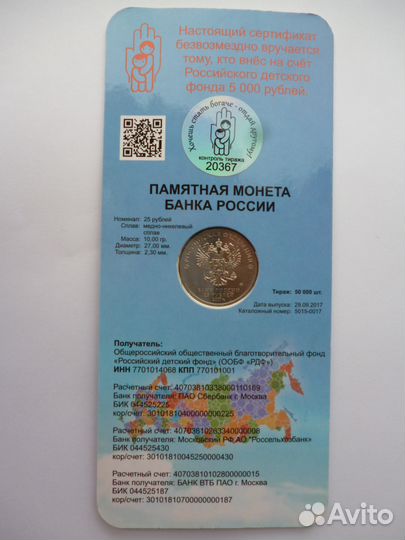 Настоящий сертификат
безвозмездно вручается
тому, кто внёс на счёт
Российского детского
фонда 5 000 рублей.
Хочешь стать богаче - отдай другому!
контроль тиража
20367
ПАМЯТНАЯ МОНЕТА
БАНКА РОССИИ
Номинал: 25 рублей
Сплав: медно-никелевый
сплав
Масса: 10,00 гр.
Диаметр: 27,00 мм.
Толщина: 2,30 мм.
Тираж: 50 000 шт.
Дата выпуска: 29.09.2017
Каталожный номер: 5015-0017
Получатель:
Общероссийский общественный благотворительный фонд
«Российский детский фонд» (ООБФ «РДФ»)
ИНН 7701014068 КПП 770101001
Расчетный счет: 40703810338000110169
Банк получателя: ПАО Сбербанк г Москва
БИК 044525225
кор/счет: 30101810400000000225
Расчетный счет: 40703810263340000008
Банк получателя: Московский РФ АО "Россельхозбанк"
БИК 044525430
кор/счет: 30101810045250000430
Расчетный счет: 40703810102800000015
Банк получателя: БАНК ВТБ ПАО г. Москва
БИК 044525187
кор/счет: 30101810700000000187
Avito